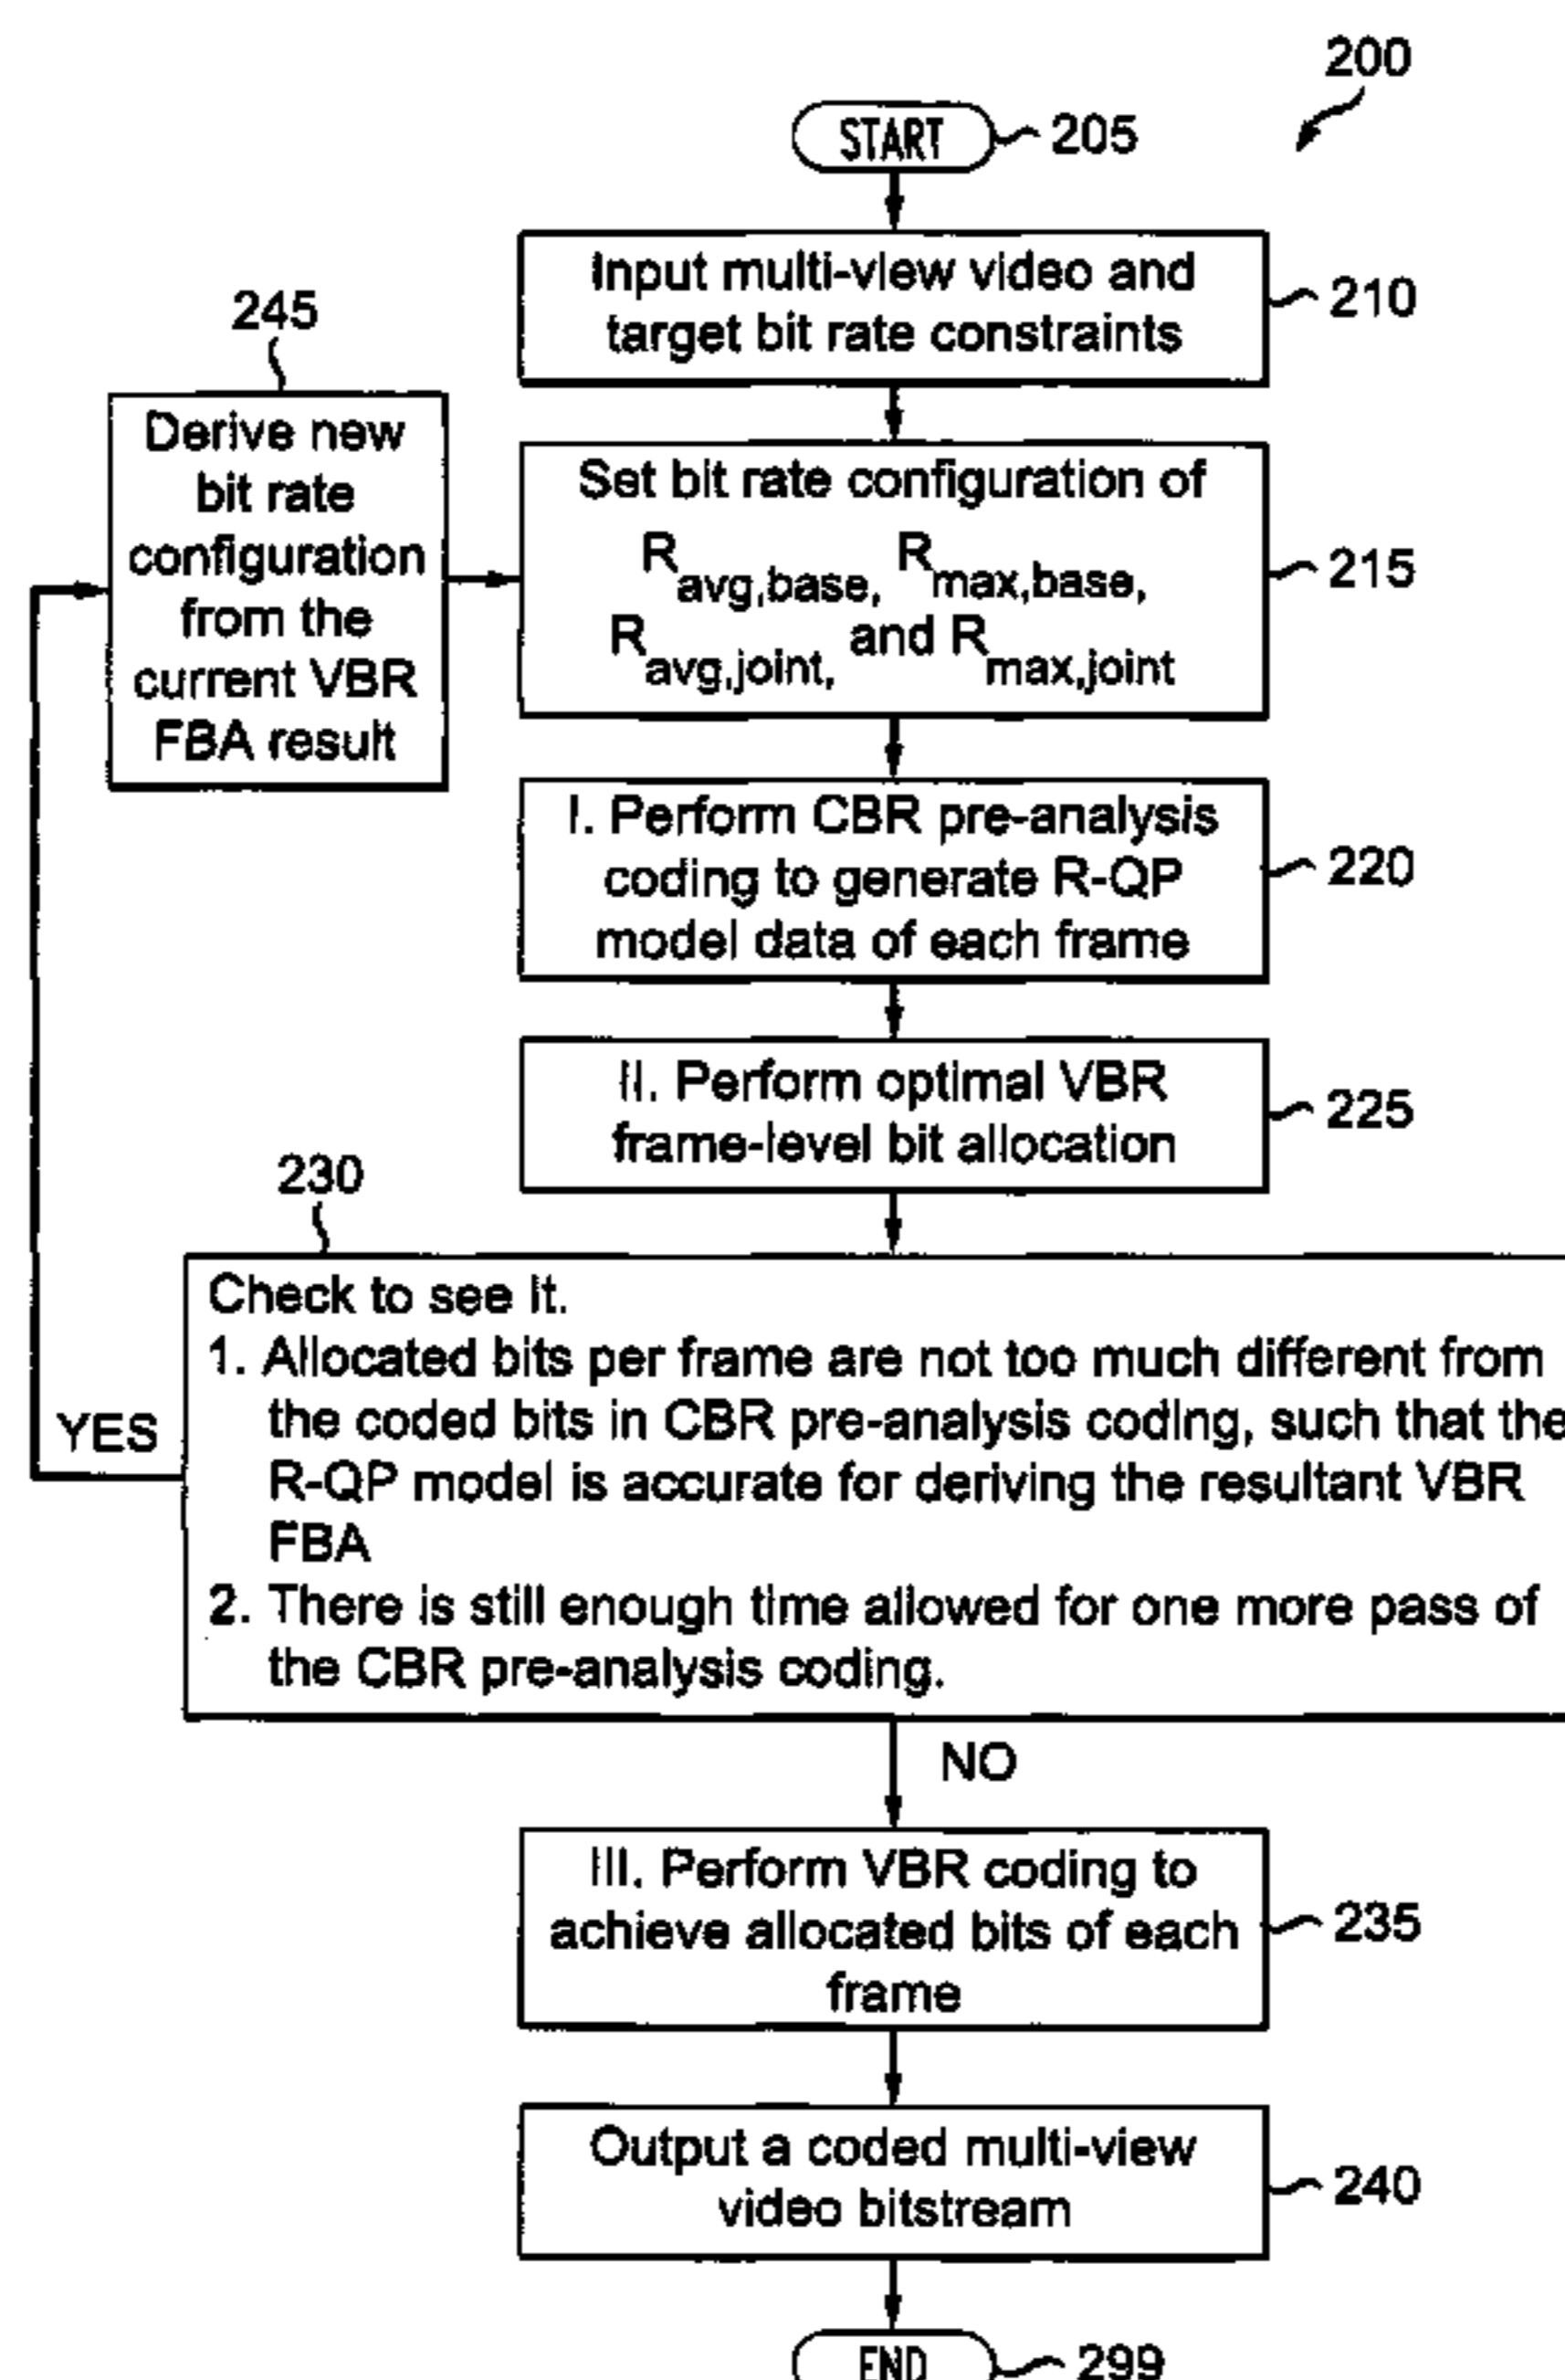 200
START
205
Input multi-view video and
target bit rate constraints
210
245
Derive new
bit rate
configuration
from the
current VBR
FBA result
Set bit rate configuration of
R avg,base, R max,base,
R avg,joint, and R max,joint
215
I. Perform CBR pre-analysis
coding to generate R-QP
model data of each frame
220
II. Perform optimal VBR
frame-level bit allocation
225
230
Check to see it.
1. Allocated bits per frame are not too much different from
the coded bits in CBR pre-analysis coding, such that the
R-QP model is accurate for deriving the resultant VBR
FBA
2. There is still enough time allowed for one more pass of
the CBR pre-analysis coding.
YES
NO
III. Perform VBR coding to
achieve allocated bits of each
frame
235
Output a coded multi-view
video bitstream
240
END
299